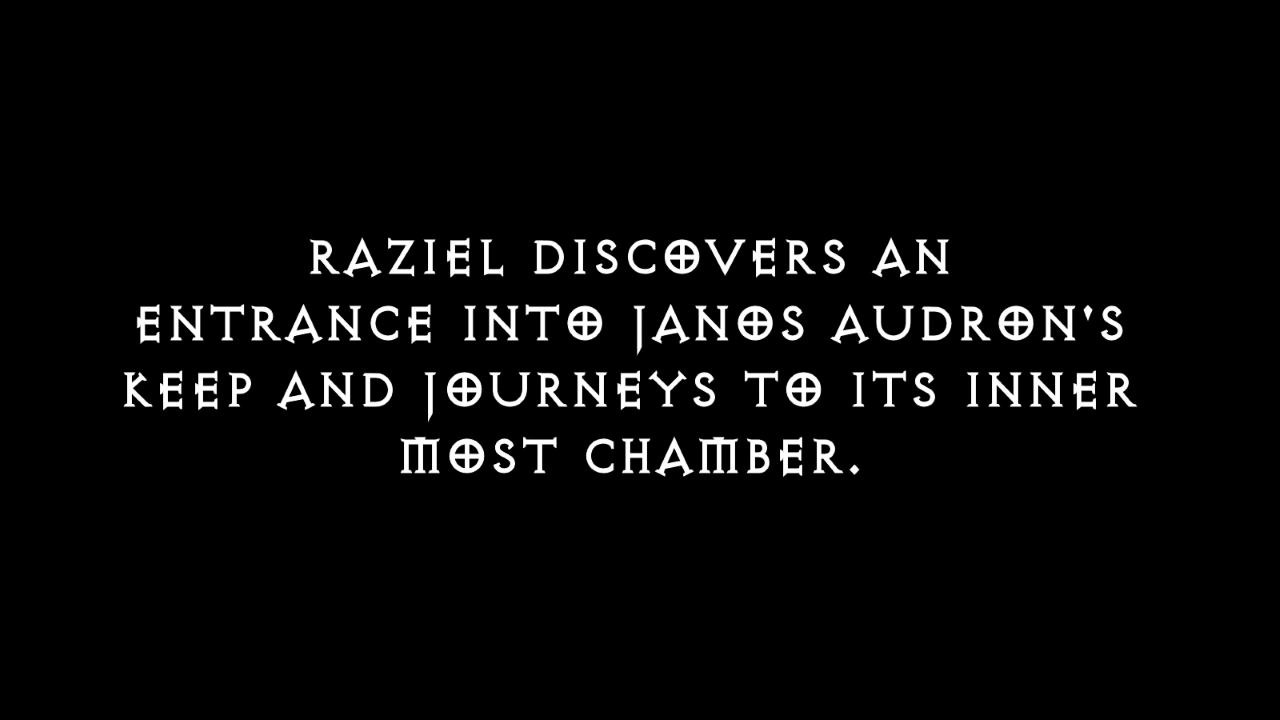 RAZIEL DISCOVERS AN
ENTRANCE INTO JANOS AUDRON'S
KEEP AND JOURNEYS TO ITS INNER
MOST CHAMBER.